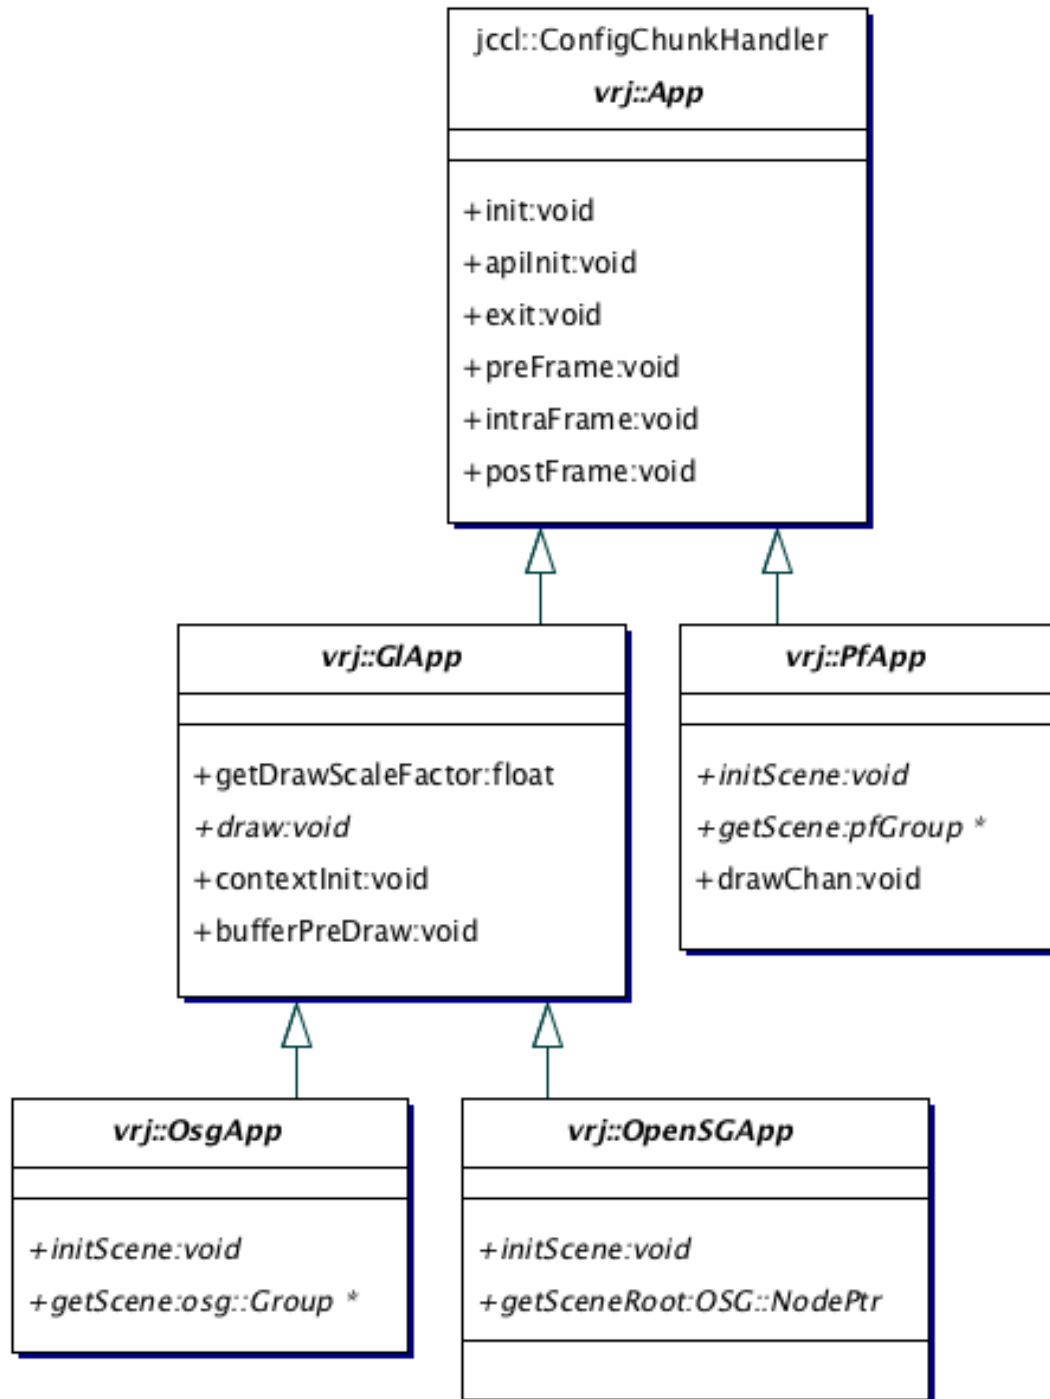 jccl::ConfigChunkHandler
vrj::App
+init:void
+apiInit:void
+exit:void
+preFrame:void
+intraFrame:void
+postFrame:void
vrj::GlApp
+getDrawScaleFactor:float
+draw:void
+contextInit:void
+bufferPreDraw:void
vrj::PfApp
+initScene:void
+getScene:pfGroup *
+drawChan:void
vrj::OsgApp
+initScene:void
+getScene:osg::Group *
vrj::OpenSGApp
+initScene:void
+getSceneRoot:OSG::NodePtr